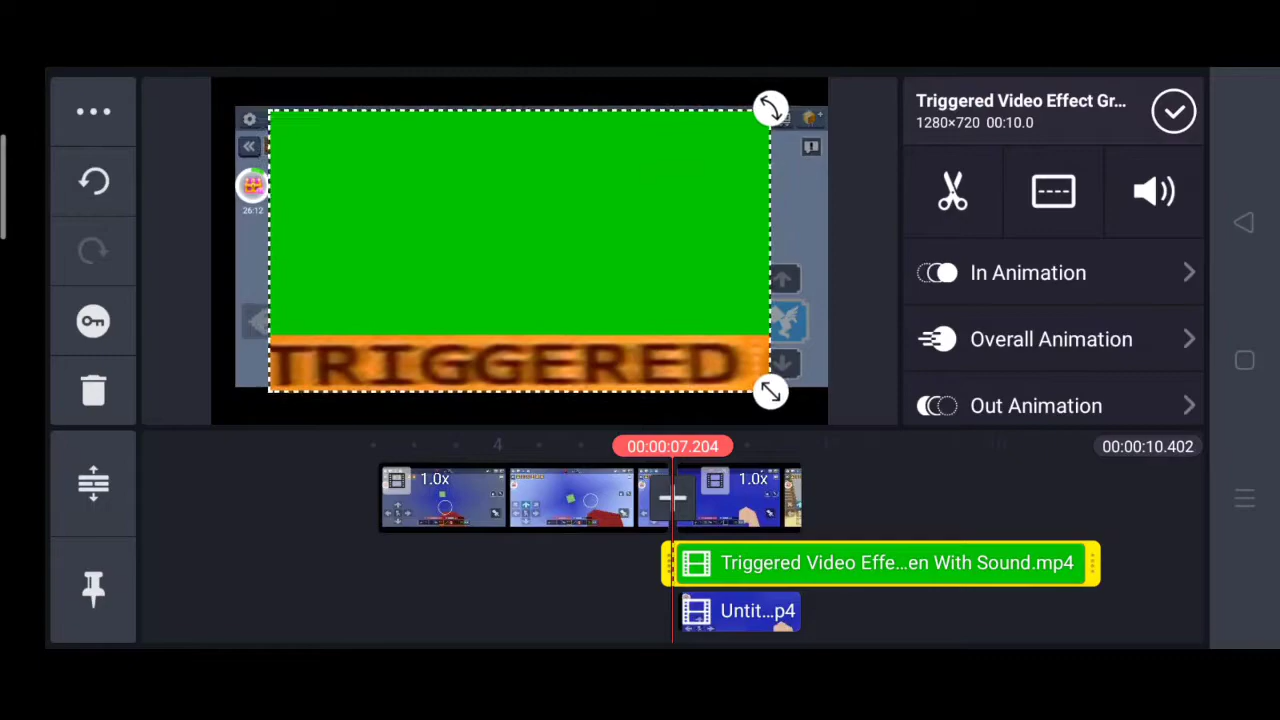 Triggered Video Effect Gr...
1280×720 00:10.0
26:12
TRIGGERED
In Animation
Overall Animation
Out Animation
4
00:00:07.204
00:00:10.402
1.0x
1.0x
Triggered Video Effe...en With Sound.mp4
Untit...p4